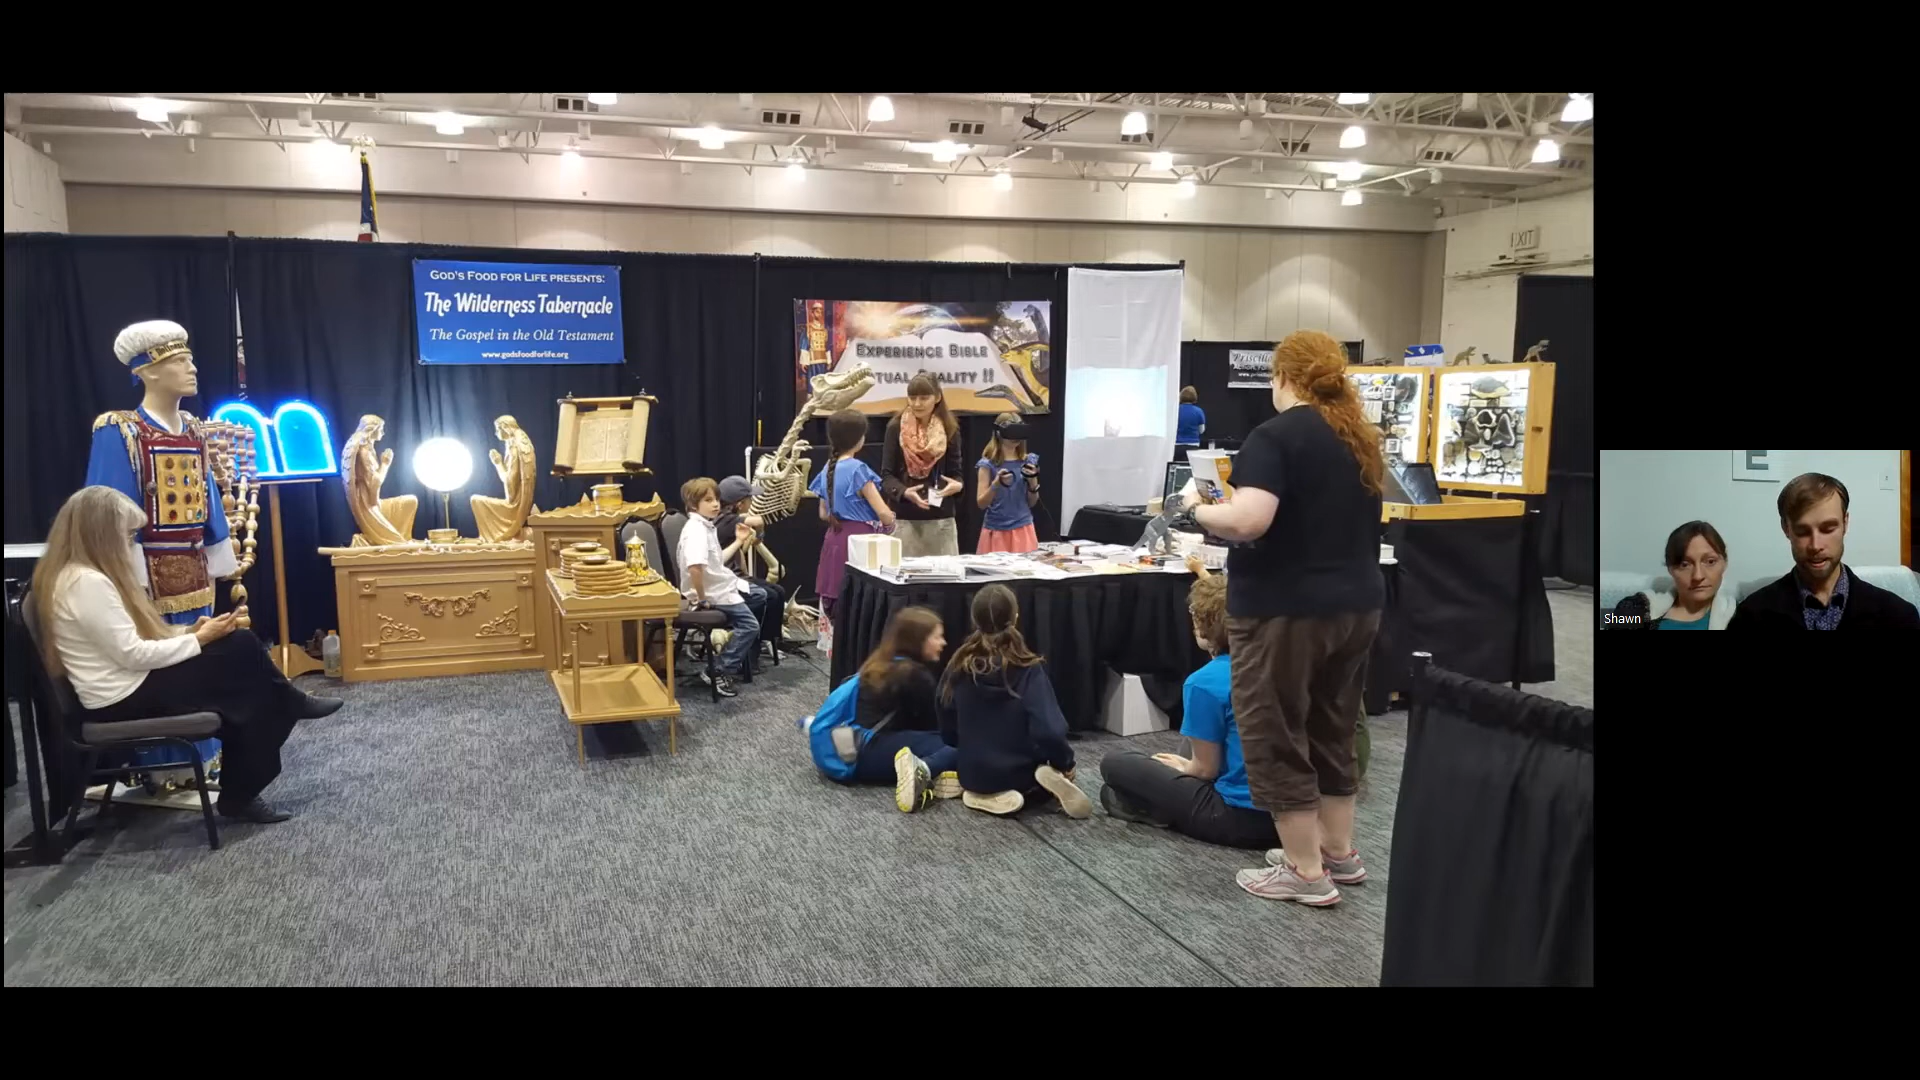 GOD'S FOOD FOR LIFE PRESENTS:
The Wilderness Tabernacle
The Gospel in the Old Testament
www.godsfoodforlife.org
EXPERIENCE BIBLE
!!
EXIT
E
Shawn